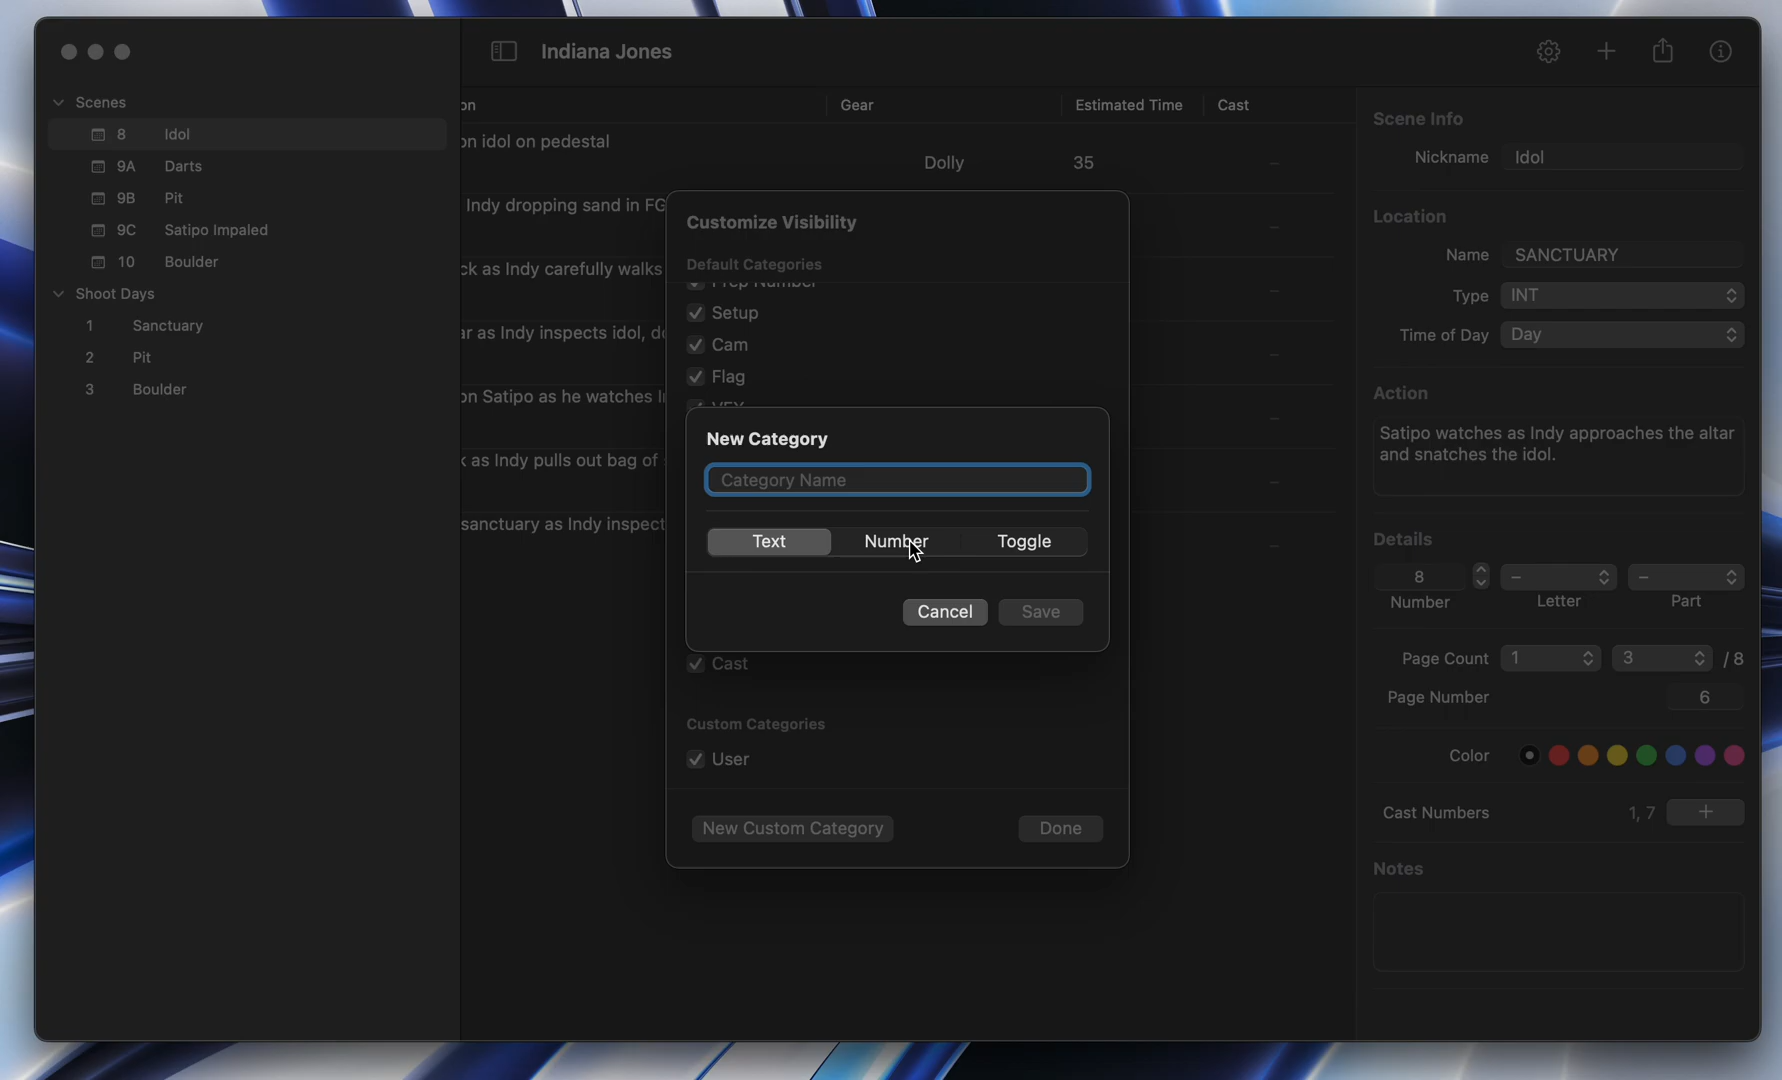 Indiana Jones
Scenes
8 Idol
9A Darts
9B Pit
9C Satipo Impaled
10 Boulder
Shoot Days
1 Sanctuary
2 Pit
3 Boulder
on Gear Estimated Time Cast
on idol on pedestal
Dolly 35 –
Indy dropping sand in FG
–
ck as Indy carefully walks
–
ar as Indy inspects idol, do
–
on Satipo as he watches I
–
k as Indy pulls out bag of s
–
sanctuary as Indy inspect
–
Customize Visibility
Default Categories
Prep Number
Setup
Cam
Flag
VFX
New Category
Category Name
Text Number Toggle
Cancel Save
Cast
Custom Categories
User
New Custom Category Done
Scene Info
Nickname Idol
Location
Name SANCTUARY
Type INT
Time of Day Day
Action
Satipo watches as Indy approaches the altar
and snatches the idol.
Details
8 – –
Number Letter Part
Page Count 1 3 /8
Page Number 6
Color
Cast Numbers 1, 7 +
Notes